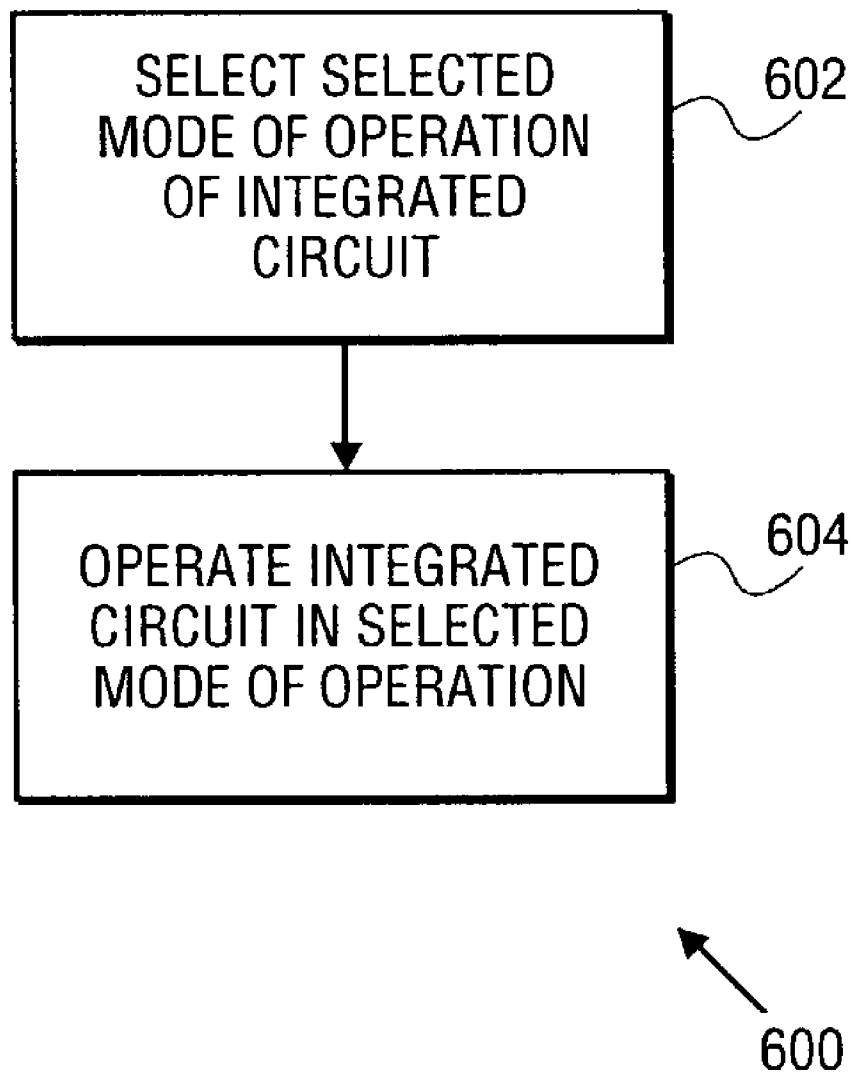 SELECT SELECTED
MODE OF OPERATION
OF INTEGRATED
CIRCUIT
602
OPERATE INTEGRATED
CIRCUIT IN SELECTED
MODE OF OPERATION
604
600